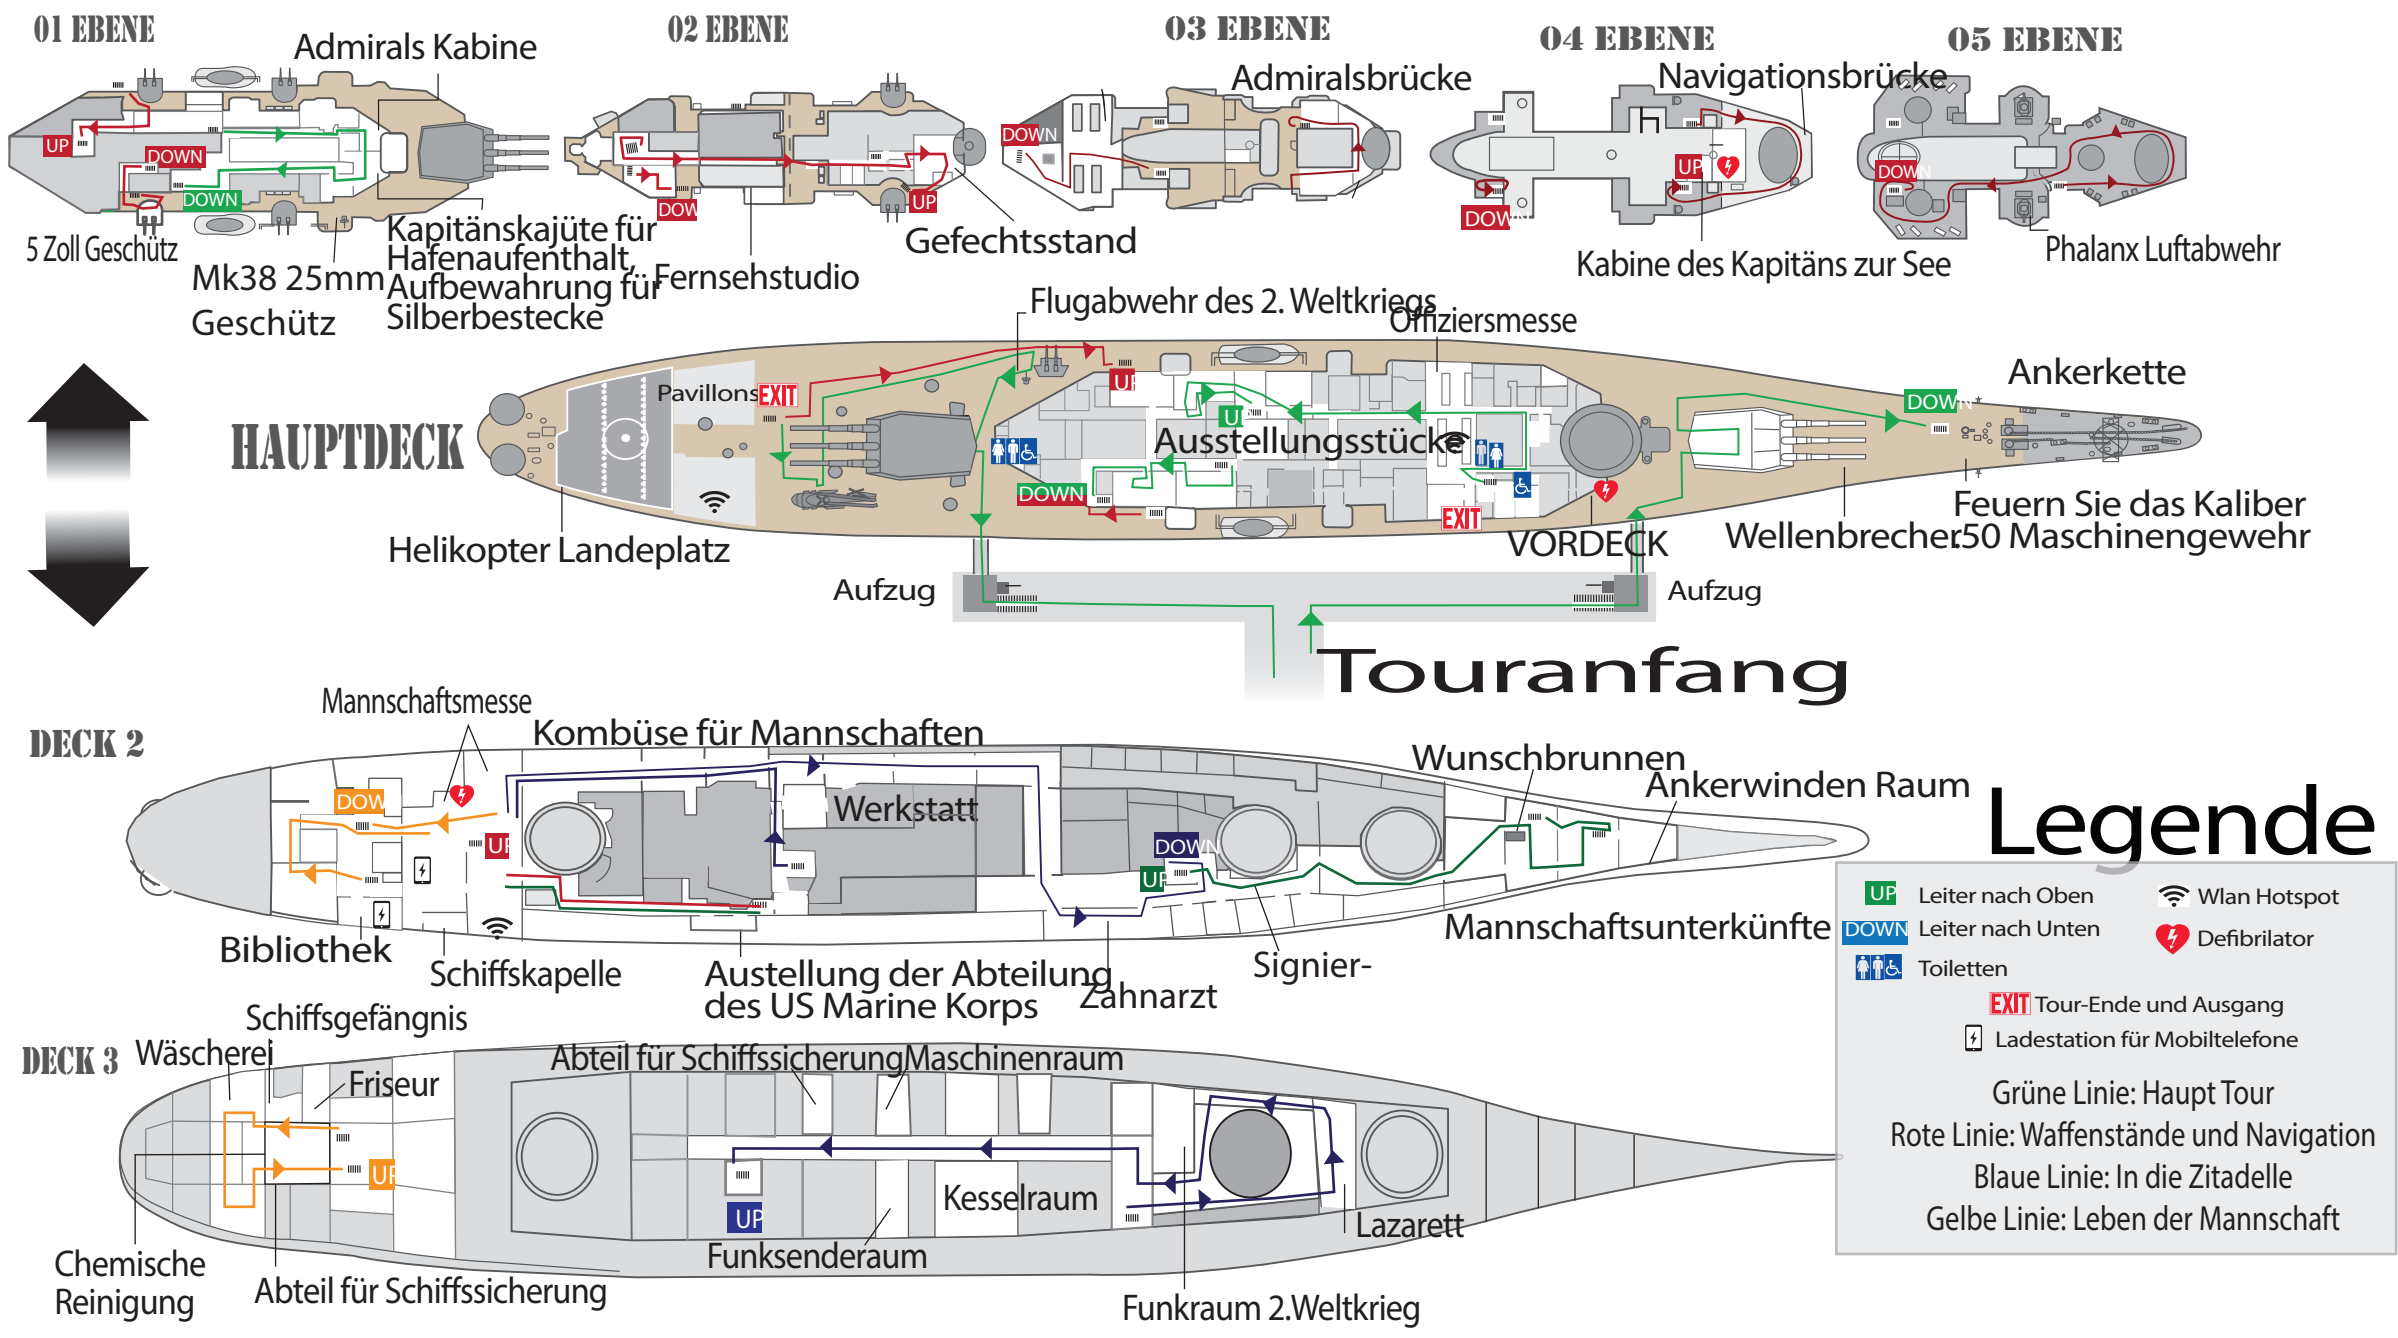 01 EBENE
02 EBENE
03 EBENE
04 EBENE
05 EBENE
Admirals Kabine
Admiralsbrücke
Navigationsbrücke
UP
DOWN
DOWN
DOW
UP
DOWN
UP
DOW
DOWN
5 Zoll Geschütz
Mk38 25mm
Geschütz
Kapitänskajüte für
Hafenaufenthalt,
Aufbewahrung für
Silberbestecke
Fernsehstudio
Gefechtsstand
Kabine des Kapitäns zur See
Phalanx Luftabwehr
HAUPTDECK
Flugabwehr des 2. Weltkriegs
Offiziersmesse
Ankerkette
Pavillons
EXIT
UP
U
DOWN
Ausstellungsstücke
DOWN
EXIT
Helikopter Landeplatz
VORDECK
Wellenbrecher
Feuern Sie das Kaliber
.50 Maschinengewehr
Aufzug
Aufzug
Touranfang
DECK 2
Mannschaftsmesse
Kombüse für Mannschaften
Wunschbrunnen
Ankerwinden Raum
DOW
UP
Werkstatt
DOWN
UP
Bibliothek
Schiffskapelle
Austellung der Abteilung
des US Marine Korps
Zahnarzt
Signier-
Mannschaftsunterkünfte
DECK 3
Schiffsgefängnis
Wäscherei
Friseur
Abteil für Schiffssicherung
Maschinenraum
UP
UP
Kesselraum
Funksenderaum
Lazarett
Chemische
Reinigung
Abteil für Schiffssicherung
Funkraum 2.Weltkrieg
Legende
UP Leiter nach Oben
DOWN Leiter nach Unten
Toiletten
Wlan Hotspot
Defibrilator
EXIT Tour-Ende und Ausgang
Ladestation für Mobiltelefone
Grüne Linie: Haupt Tour
Rote Linie: Waffenstände und Navigation
Blaue Linie: In die Zitadelle
Gelbe Linie: Leben der Mannschaft